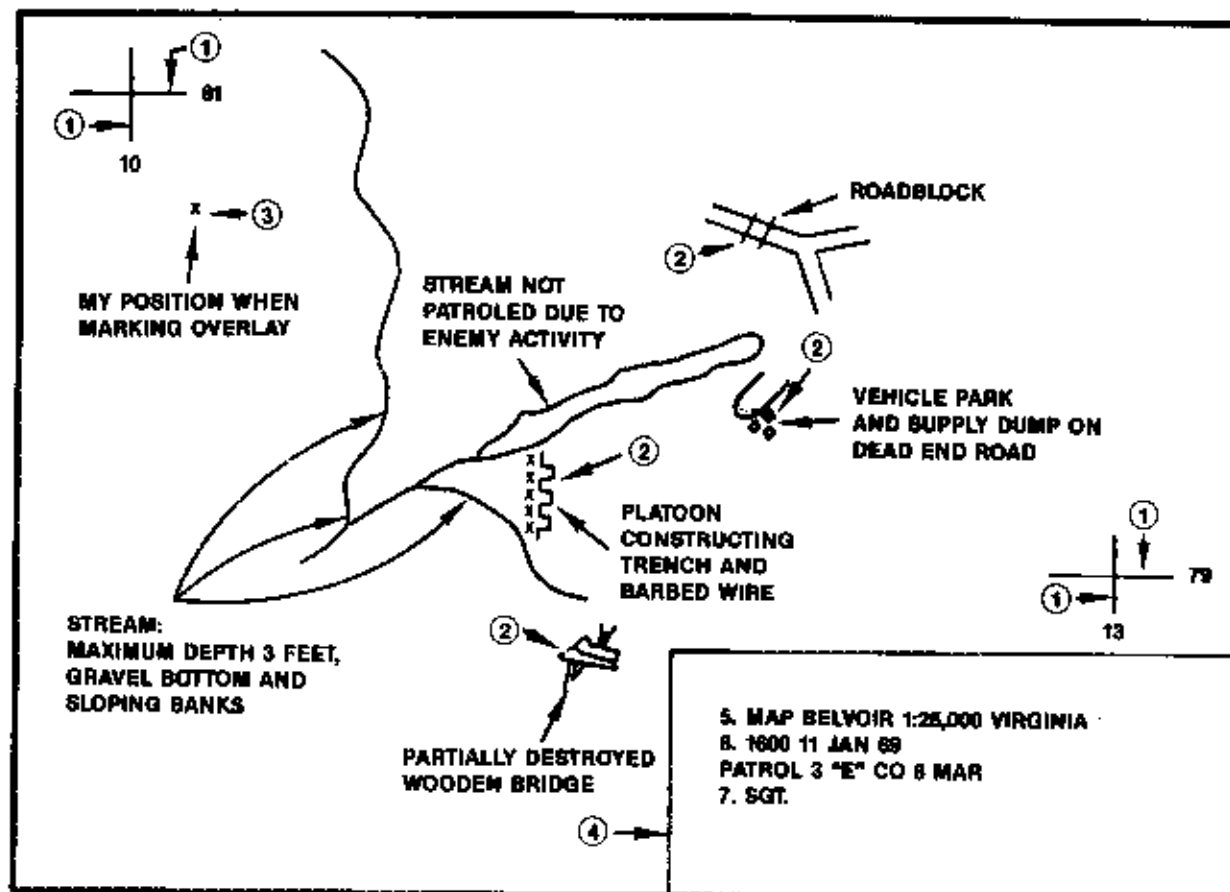 ①
81
①
10
X
③
MY POSITION WHEN
MARKING OVERLAY
ROADBLOCK
②
STREAM NOT
PATROLED DUE TO
ENEMY ACTIVITY
②
VEHICLE PARK
AND SUPPLY DUMP ON
DEAD END ROAD
X
X
X
X
X
②
PLATOON
CONSTRUCTING
TRENCH AND
BARBED WIRE
①
79
①
13
STREAM:
MAXIMUM DEPTH 3 FEET,
GRAVEL BOTTOM AND
SLOPING BANKS
②
PARTIALLY DESTROYED
WOODEN BRIDGE
④
5. MAP BELVOIR 1:25,000 VIRGINIA
6. 1600 11 JAN 89
PATROL 3 "E" CO 8 MAR
7. SGT.